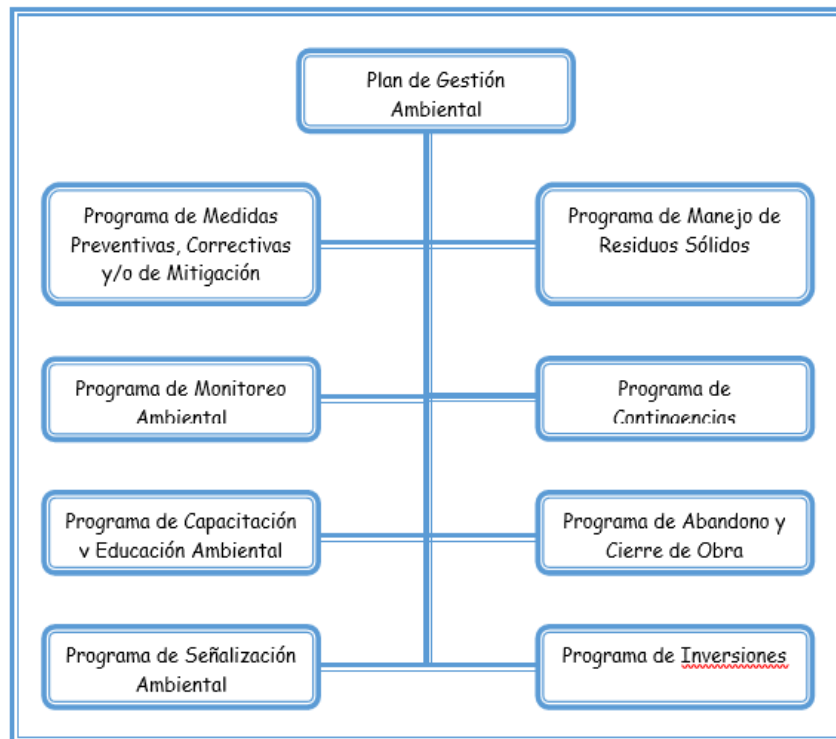 Plan de Gestión
Ambiental
Programa de Medidas
Preventivas, Correctivas
y/o de Mitigación
Programa de Manejo de
Residuos Sólidos
Programa de Monitoreo
Ambiental
Programa de
Contingencias
Programa de Capacitación
y Educación Ambiental
Programa de Abandono y
Cierre de Obra
Programa de Señalización
Ambiental
Programa de Inversiones